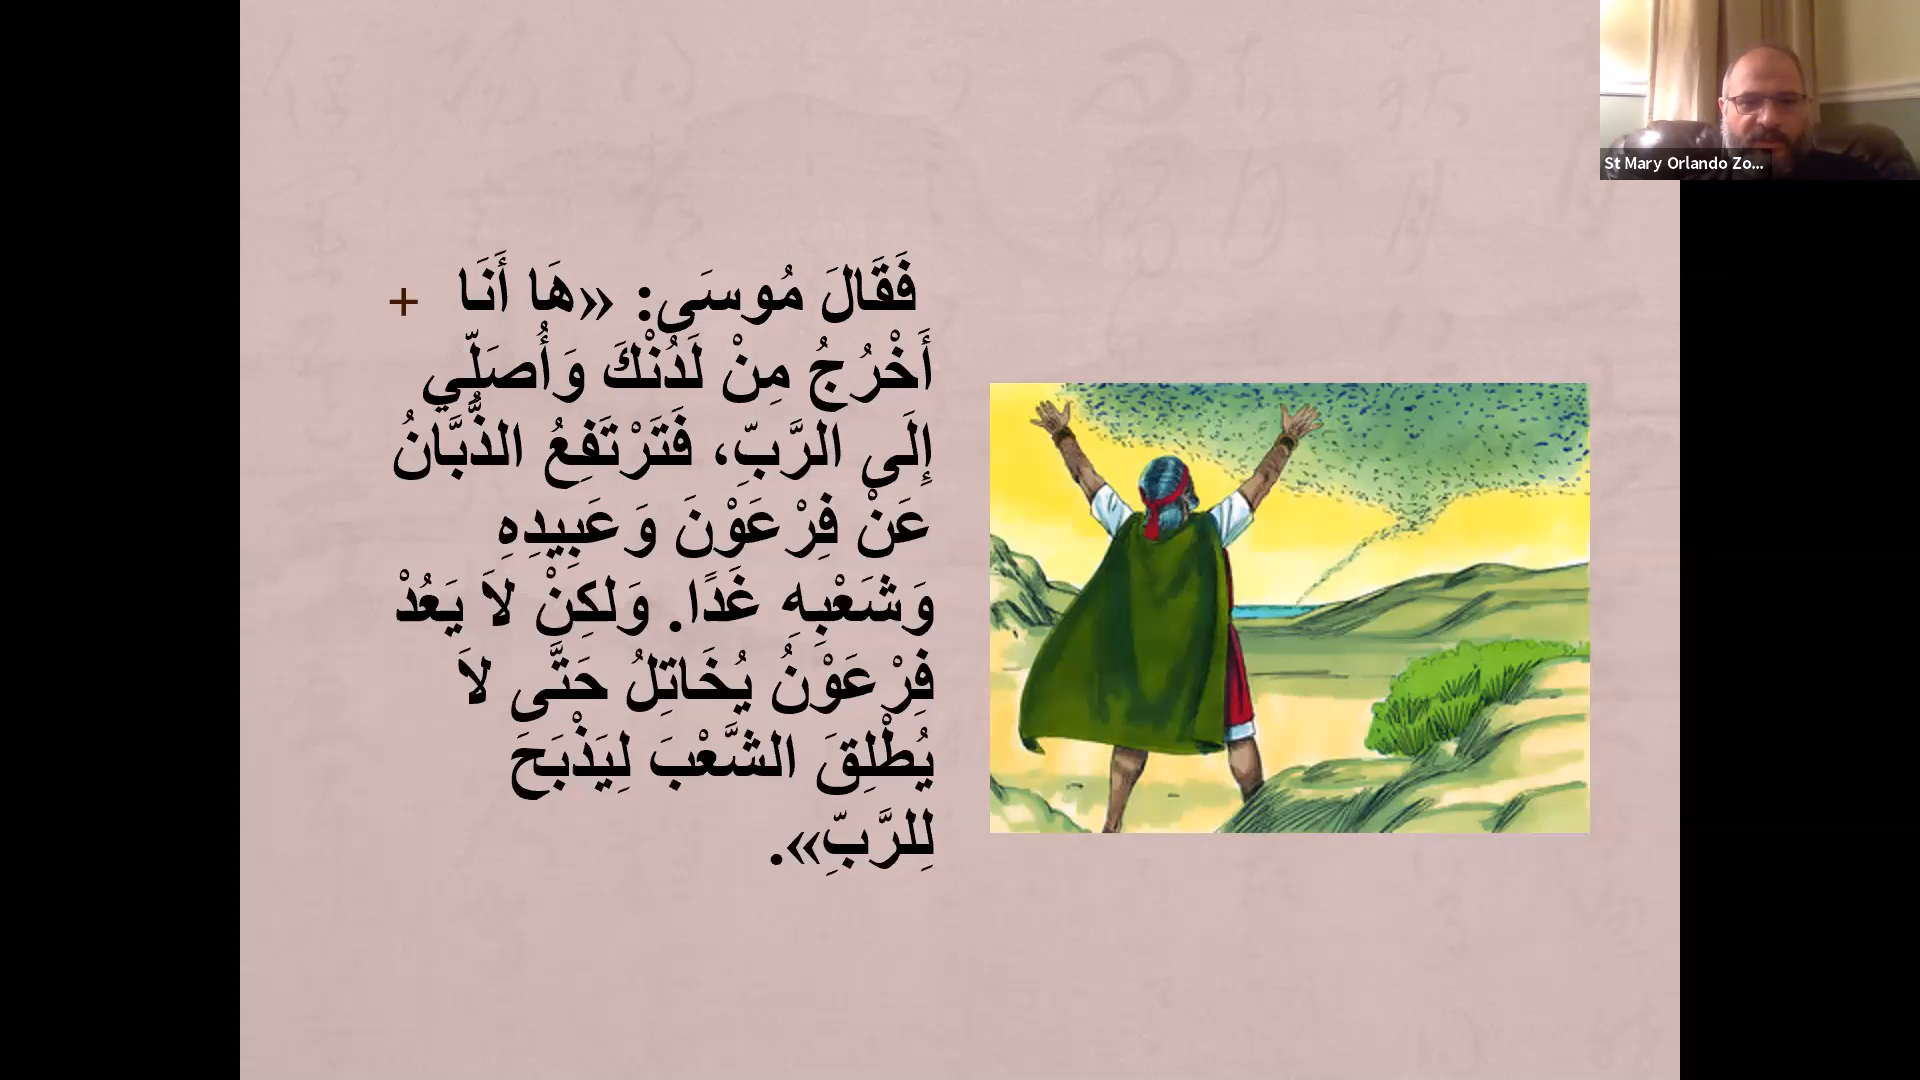 + فَقَالَ مُوسَى: «هَا أَنَا
أَخْرُجُ مِنْ لَدُنْكَ وَأُصَلِّي
إِلَى الرَّبِّ، فَتَرْتَفِعُ الذُّبَّانُ
عَنْ فِرْعَوْنَ وَعَبِيدِهِ
وَشَعْبِهِ غَدًا. وَلكِنْ لاَ يَعُدْ
فِرْعَوْنُ يُخَاتِلُ حَتَّى لاَ
يُطْلِقَ الشَّعْبَ لِيَذْبَحَ
لِلرَّبِّ».
St Mary Orlando Zo...